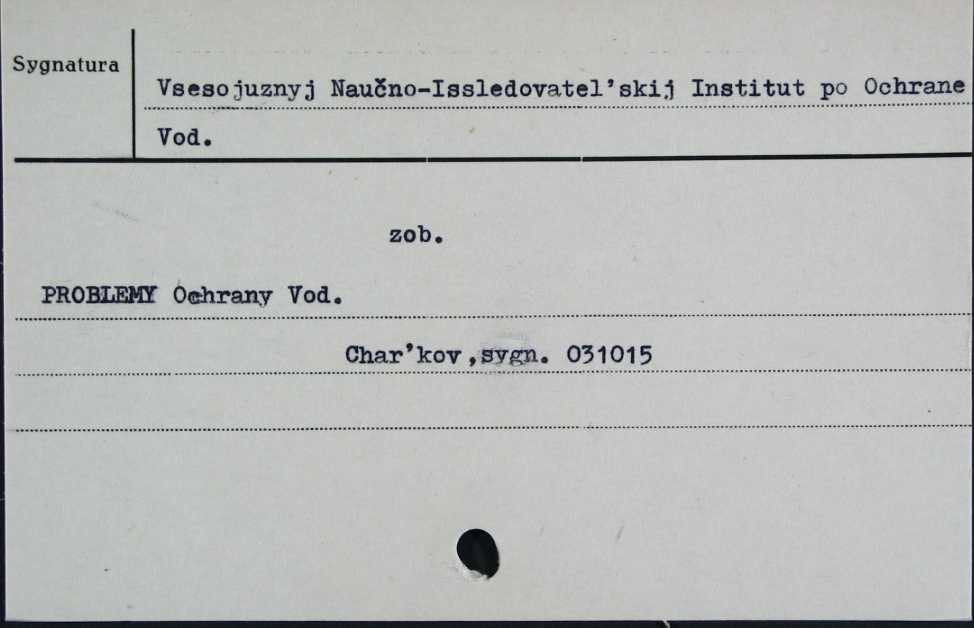 Sygnatura
Vsesojuznyj Naučno-Issledovatel'skij Institut po Ochrane
Vod.
zob.
PROBLEMY Ochrany Vod.
Char'kov,sygn. 031015